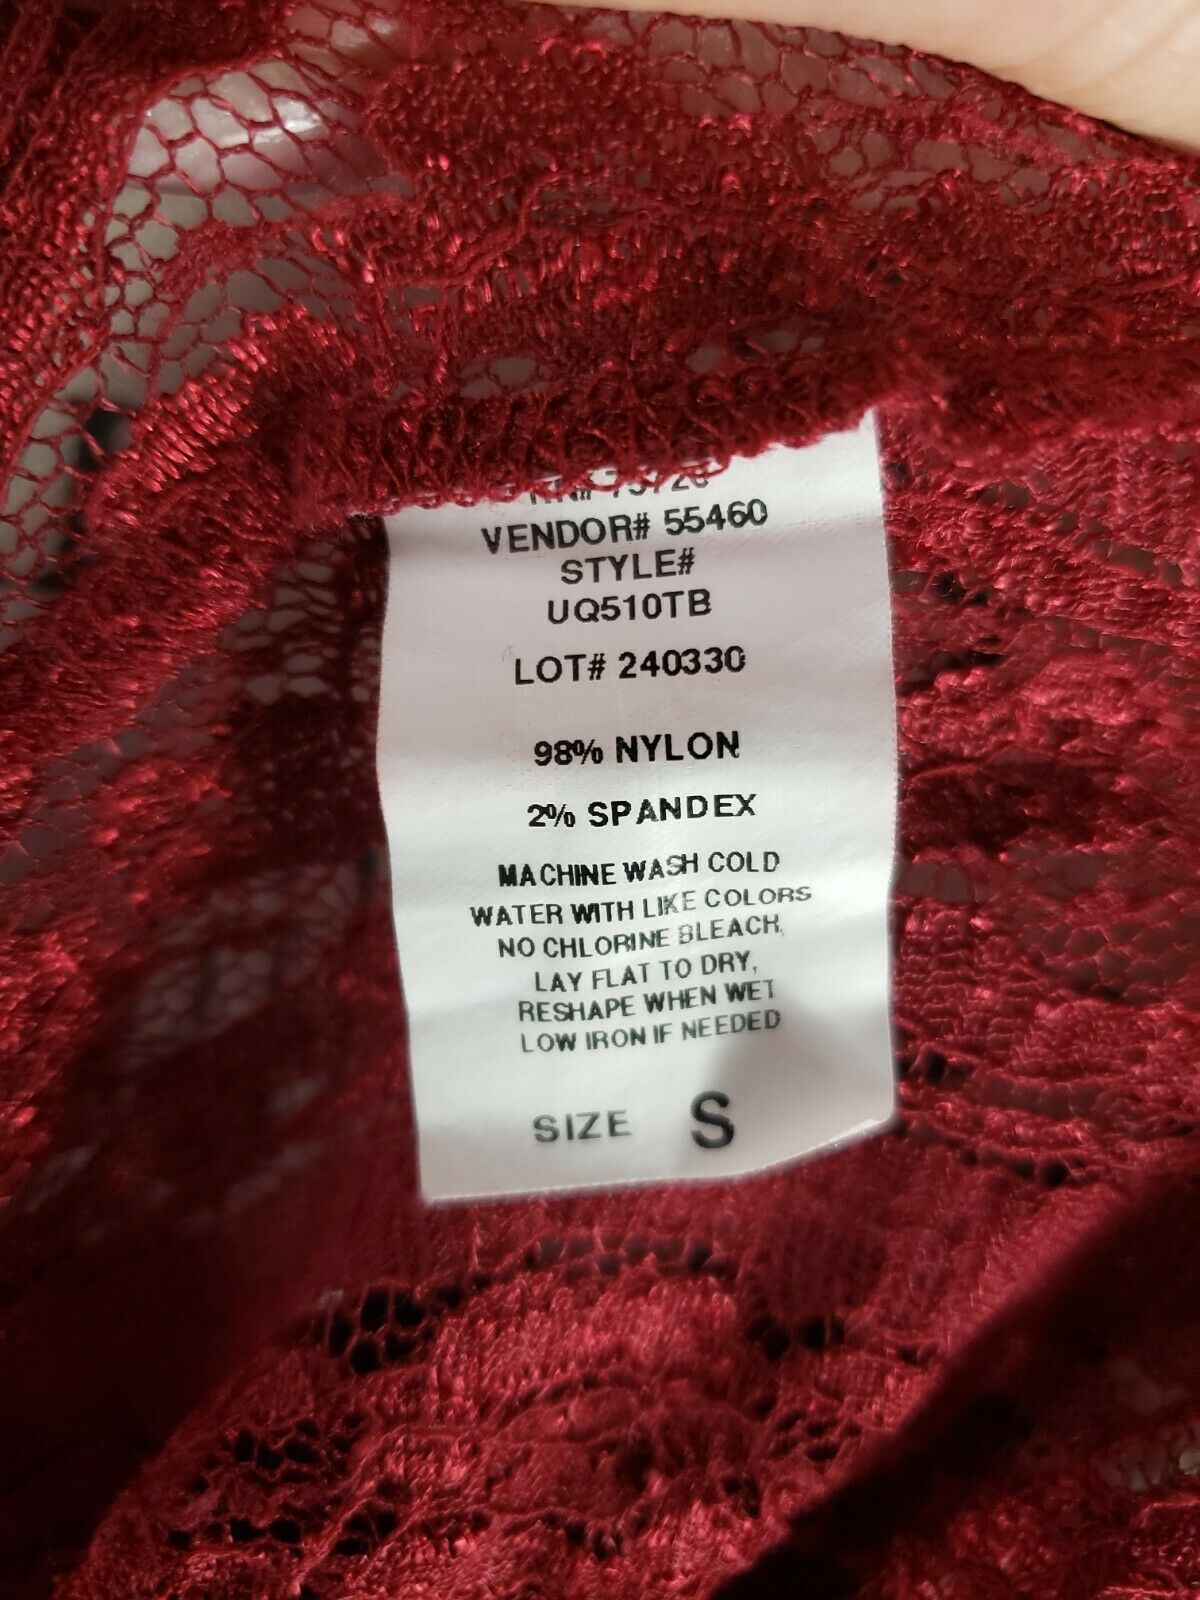 VENDOR# 55460
STYLE#
UQ510TB
LOT# 240330
98% NYLON
2% SPANDEX
MACHINE WASH COLD
WATER WITH LIKE COLORS
NO CHLORINE BLEACH,
LAY FLAT TO DRY,
RESHAPE WHEN WET
LOW IRON IF NEEDED
SIZE S